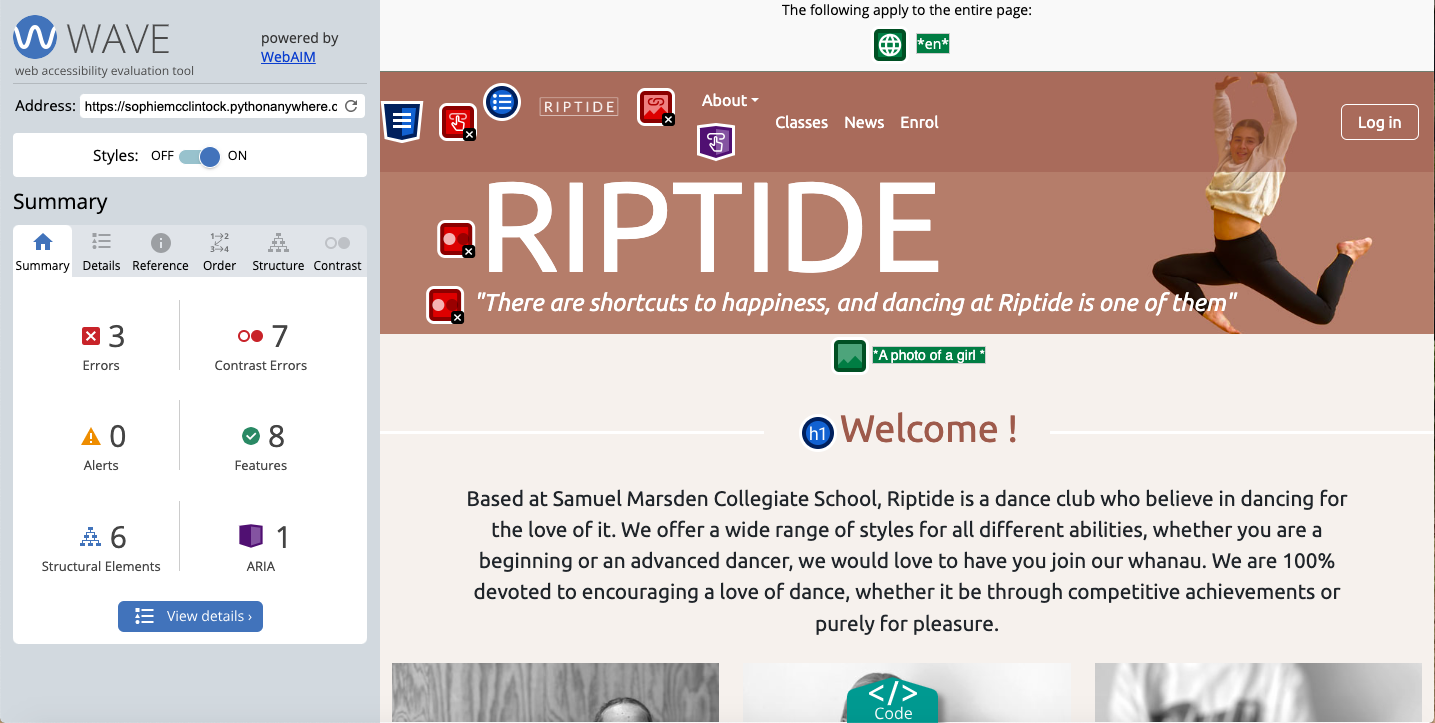 WAVE
web accessibility evaluation tool
powered by
WebAIM
Address: https://sophiemcclintock.pythonanywhere.c
Styles: OFF ON
Summary
Summary Details Reference Order Structure Contrast
3
Errors
7
Contrast Errors
0
Alerts
8
Features
6
Structural Elements
1
ARIA
View details ›
The following apply to the entire page:
*en*
RIPTIDE
About
Classes News Enrol
Log in
RIPTIDE
"There are shortcuts to happiness, and dancing at Riptide is one of them"
*A photo of a girl *
h1 Welcome !
Based at Samuel Marsden Collegiate School, Riptide is a dance club who believe in dancing for
the love of it. We offer a wide range of styles for all different abilities, whether you are a
beginning or an advanced dancer, we would love to have you join our whanau. We are 100%
devoted to encouraging a love of dance, whether it be through competitive achievements or
purely for pleasure.
</>
Code